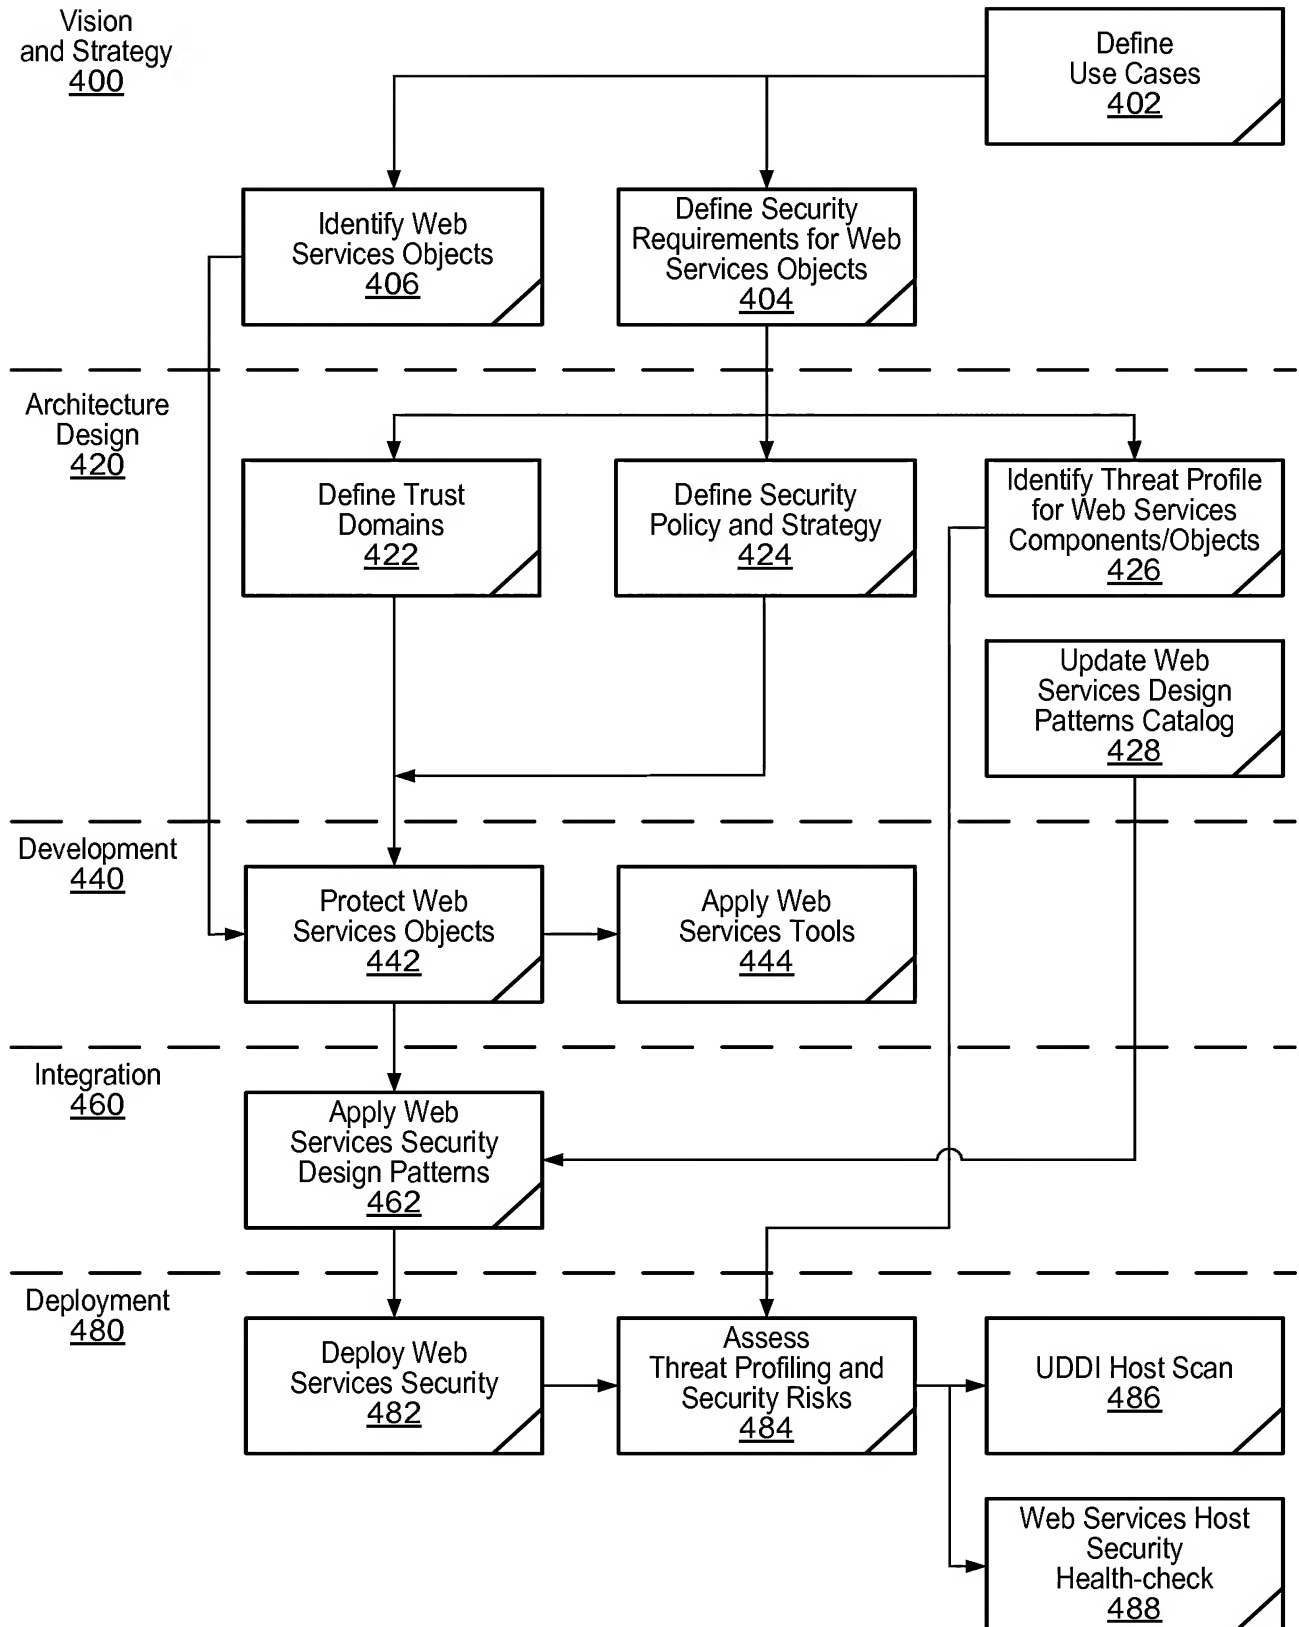 Vision
and Strategy
400
Define
Use Cases
402
Identify Web
Services Objects
406
Define Security
Requirements for Web
Services Objects
404
Architecture
Design
420
Define Trust
Domains
422
Define Security
Policy and Strategy
424
Identify Threat Profile
for Web Services
Components/Objects
426
Update Web
Services Design
Patterns Catalog
428
Development
440
Protect Web
Services Objects
442
Apply Web
Services Tools
444
Integration
460
Apply Web
Services Security
Design Patterns
462
Deployment
480
Deploy Web
Services Security
482
Assess
Threat Profiling and
Security Risks
484
UDDI Host Scan
486
Web Services Host
Security
Health-check
488